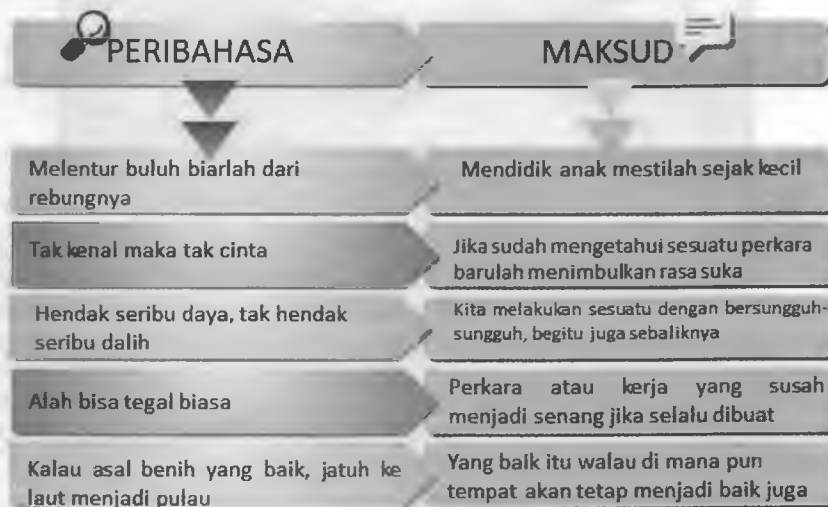 PERIBAHASA
MAKSUD
Melentur buluh biarlah dari
rebungnya
Mendidik anak mestilah sejak kecil
Tak kenal maka tak cinta
Jika sudah mengetahui sesuatu perkara
barulah menimbulkan rasa suka
Hendak seribu daya, tak hendak
seribu dalih
Kita melakukan sesuatu dengan bersungguh-
sungguh, begitu juga sebaliknya
Alah bisa tegal biasa
Perkara atau kerja yang susah
menjadi senang jika selalu dibuat
Kalau asal benih yang baik, jatuh ke
laut menjadi pulau
Yang baik itu walau di mana pun
tempat akan tetap menjadi baik juga